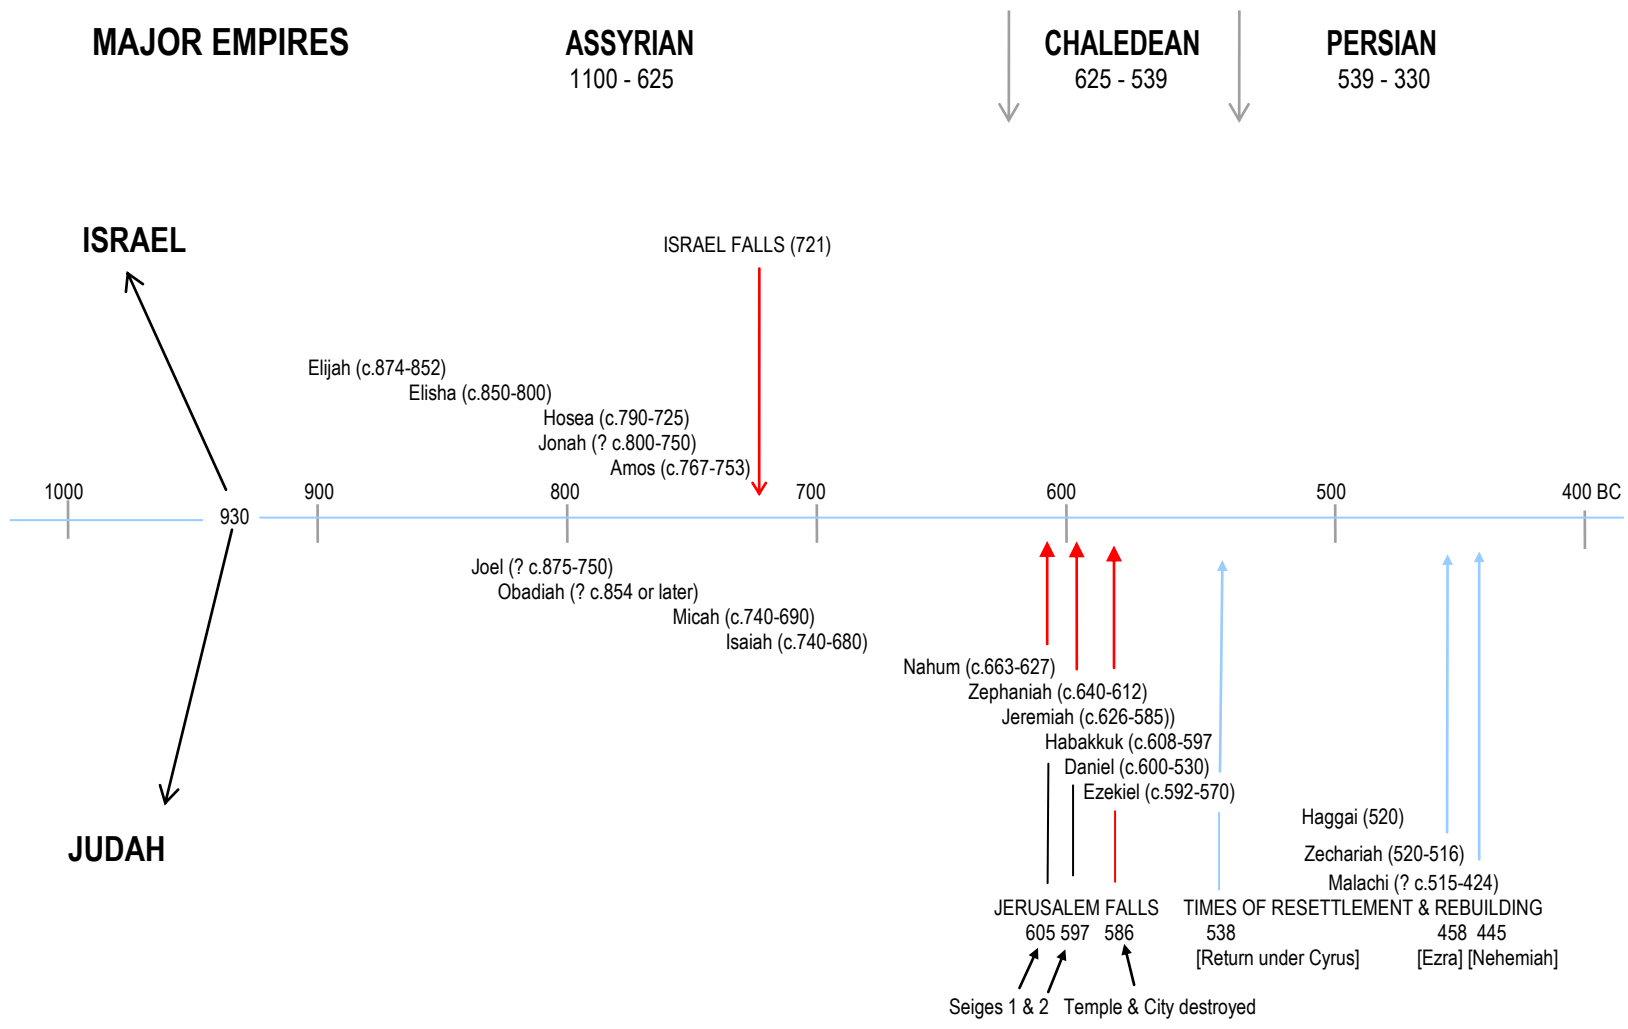 MAJOR EMPIRES
ASSYRIAN
1100 - 625
CHALEDEAN
625 - 539
PERSIAN
539 - 330
ISRAEL
ISRAEL FALLS (721)
Elijah (c.874-852)
Elisha (c.850-800)
Hosea (c.790-725)
Jonah (? c.800-750)
Amos (c.767-753)
1000 900 800 700 600 500 400 BC
930
Joel (? c.875-750)
Obadiah (? c.854 or later)
Micah (c.740-690)
Isaiah (c.740-680)
Nahum (c.663-627)
Zephaniah (c.640-612)
Jeremiah (c.626-585))
Habakkuk (c.608-597
Daniel (c.600-530)
Ezekiel (c.592-570)
Haggai (520)
JUDAH
Zechariah (520-516)
Malachi (? c.515-424)
JERUSALEM FALLS
605 597 586
Seiges 1 & 2
Temple & City destroyed
TIMES OF RESETTLEMENT & REBUILDING
538 458 445
[Return under Cyrus] [Ezra] [Nehemiah]